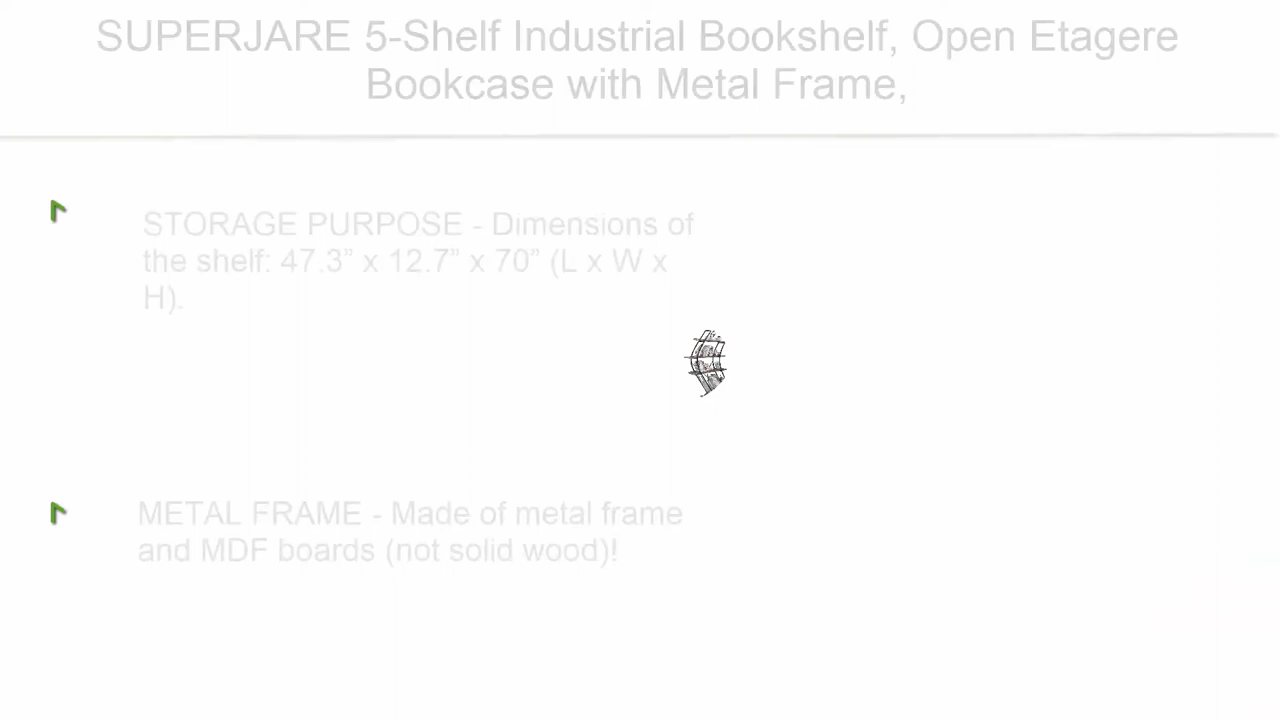 SUPERJARE 5-Shelf Industrial Bookshelf, Open Etagere
Bookcase with Metal Frame,
STORAGE PURPOSE - Dimensions of
the shelf: 47.3” x 12.7” x 70” (L x W x
H).
METAL FRAME - Made of metal frame
and MDF boards (not solid wood)!